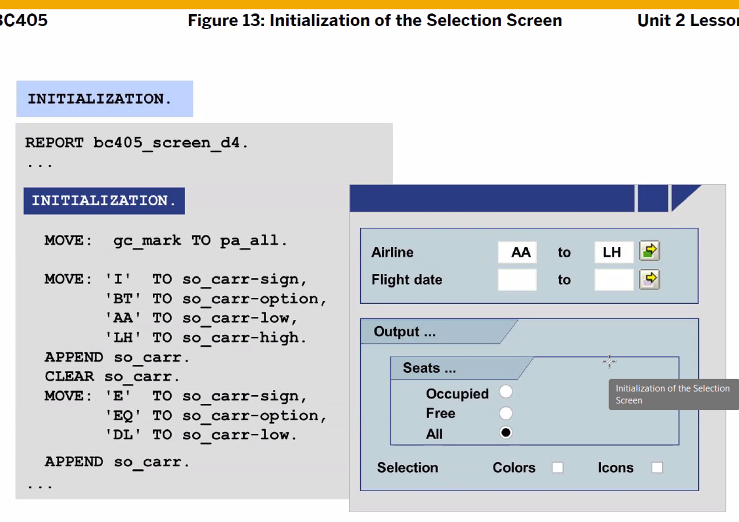 BC405 Figure 13: Initialization of the Selection Screen Unit 2 Lesson
INITIALIZATION.
REPORT bc405_screen_d4.
...
INITIALIZATION.
MOVE: gc_mark TO pa_all.
MOVE: 'I' TO so_carr-sign,
'BT' TO so_carr-option,
'AA' TO so_carr-low,
'LH' TO so_carr-high.
APPEND so_carr.
CLEAR so_carr.
MOVE: 'E' TO so_carr-sign,
'EQ' TO so_carr-option,
'DL' TO so_carr-low.
APPEND so_carr.
...
Airline AA to LH
Flight date to
Output ...
Seats ...
Occupied
Free
All
Selection Colors Icons
Initialization of the Selection
Screen